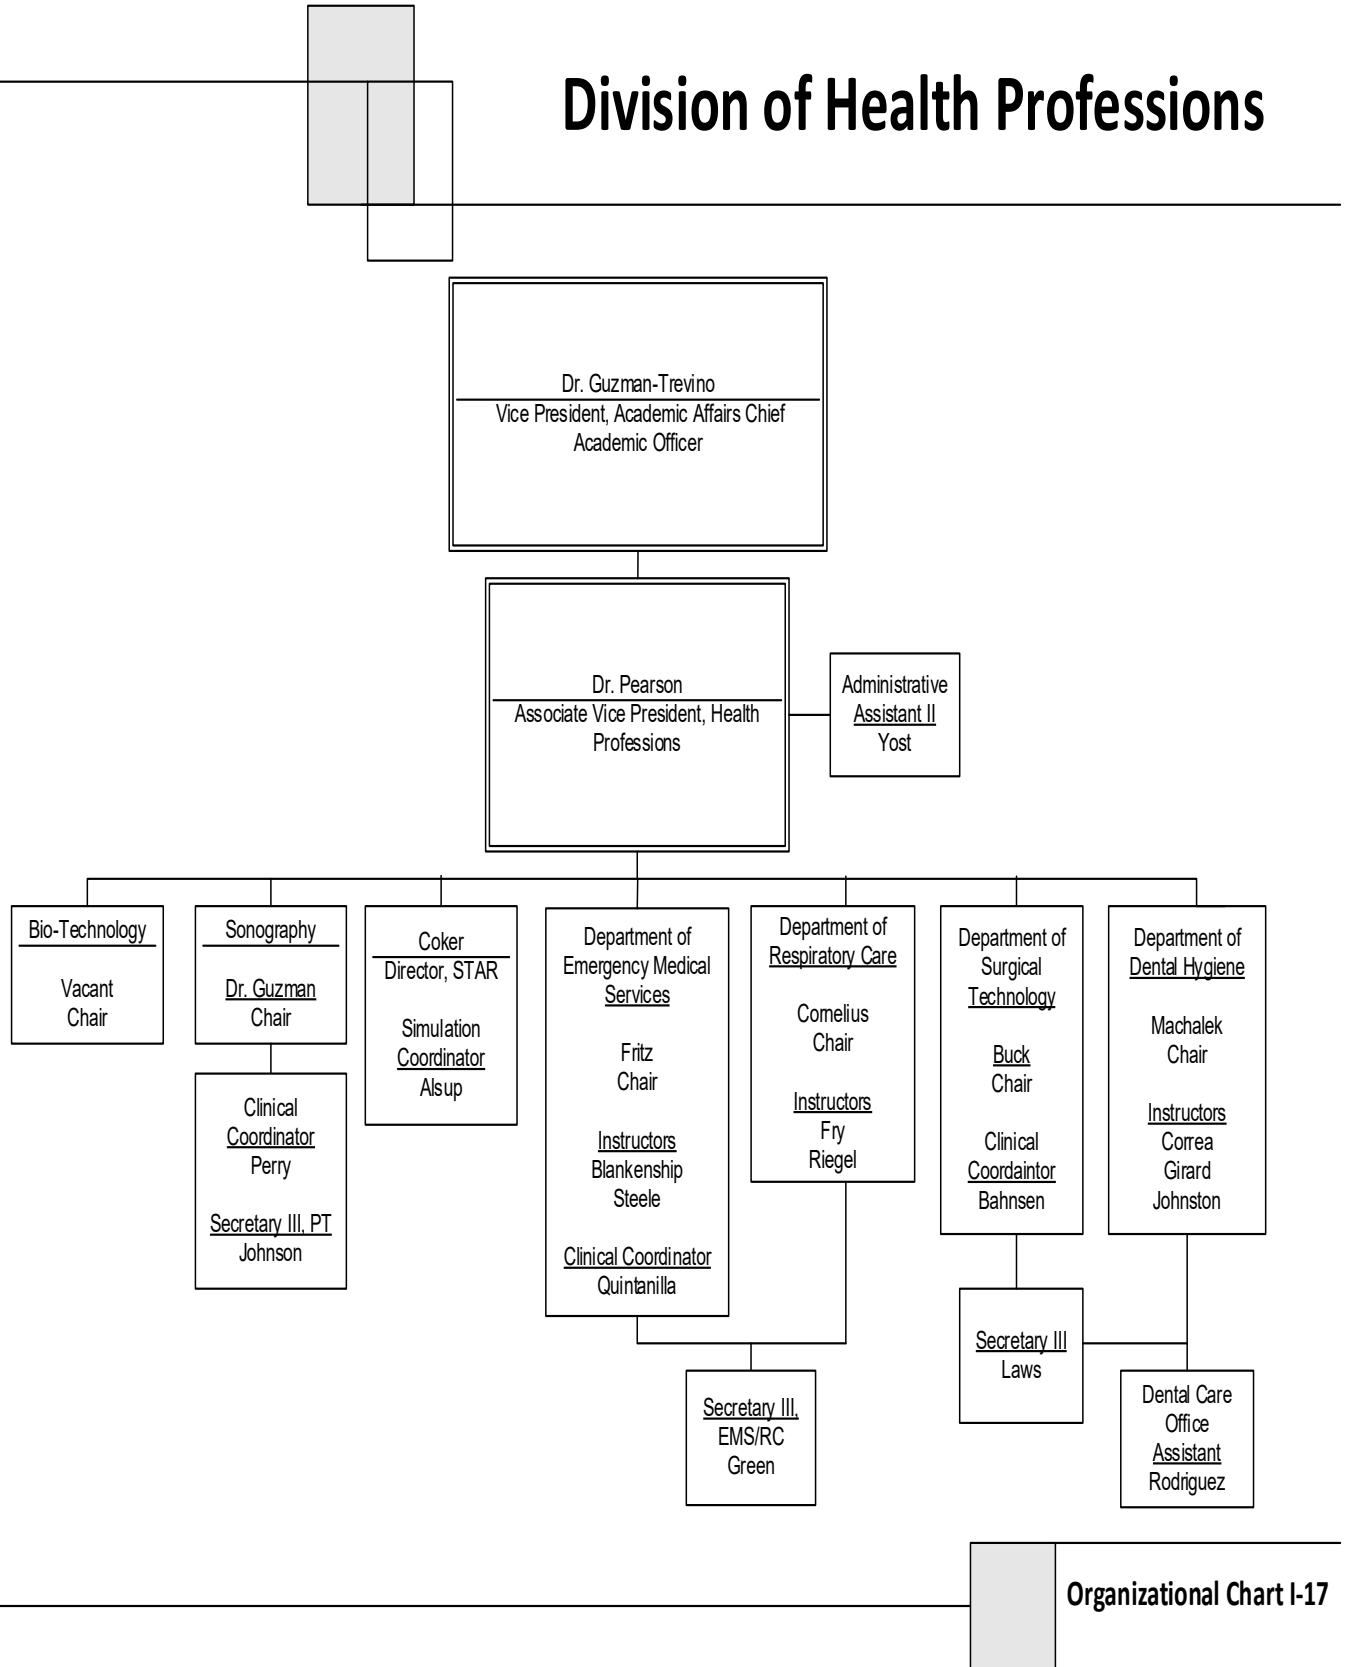 Division of Health Professions
Dr. Guzman-Trevino
Vice President, Academic Affairs Chief
Academic Officer
Dr. Pearson
Associate Vice President, Health
Professions
Administrative
Assistant II
Yost
Bio-Technology
Vacant
Chair
Sonography
Dr. Guzman
Chair
Clinical
Coordinator
Perry
Secretary III, PT
Johnson
Coker
Director, STAR
Simulation
Coordinator
Alsup
Department of
Emergency Medical
Services
Fritz
Chair
Instructors
Blankenship
Steele
Clinical Coordinator
Quintanilla
Department of
Respiratory Care
Cornelius
Chair
Instructors
Fry
Riegel
Secretary III,
EMS/RC
Green
Department of
Surgical
Technology
Buck
Chair
Clinical
Coordaintor
Bahnsen
Secretary III
Laws
Department of
Dental Hygiene
Machalek
Chair
Instructors
Correa
Girard
Johnston
Dental Care
Office
Assistant
Rodriguez
Organizational Chart I-17